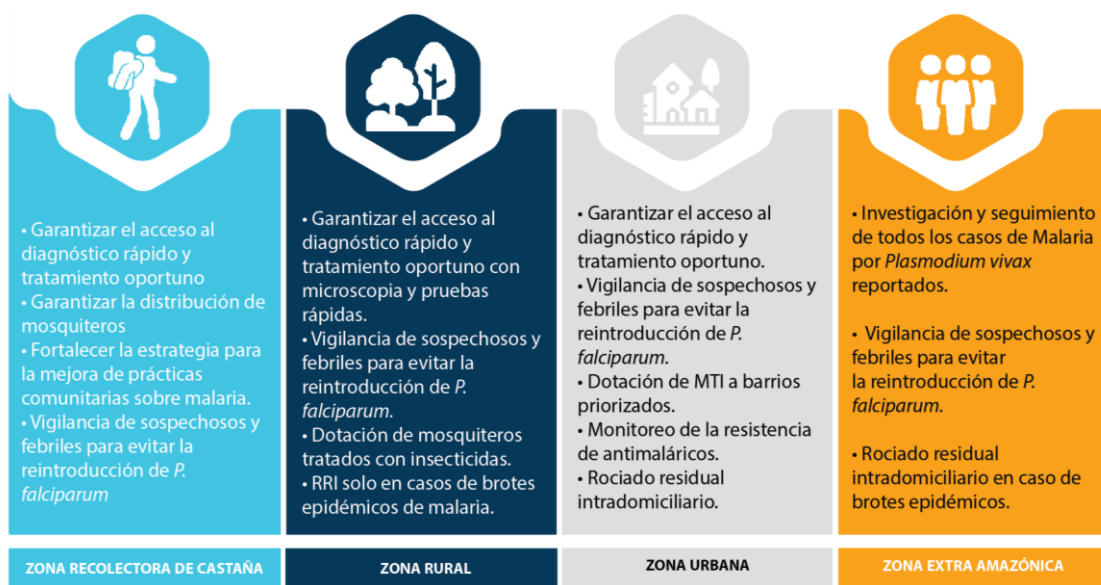 • Garantizar el acceso al
diagnóstico rápido y
tratamiento oportuno
• Garantizar la distribución de
mosquiteros
• Fortalecer la estrategia para
la mejora de prácticas
comunitarias sobre malaria.
• Vigilancia de sospechosos y
febriles para evitar la
reintroducción de P.
falciparum
ZONA RECOLECTORA DE CASTAÑA
• Garantizar el acceso al
diagnóstico rápido y
tratamiento oportuno con
microscopia y pruebas
rápidas.
• Vigilancia de sospechosos y
febriles para evitar la
reintroducción de P.
falciparum.
• Dotación de mosquiteros
tratados con insecticidas.
• RRI solo en casos de brotes
epidémicos de malaria.
ZONA RURAL
• Garantizar el acceso al
diagnóstico rápido y
tratamiento oportuno.
• Vigilancia de sospechosos y
febriles para evitar la
reintroducción de P.
falciparum.
• Dotación de MTI a barrios
priorizados.
• Monitoreo de la resistencia
de antimaláricos.
• Rociado residual
intradomiciliario.
ZONA URBANA
• Investigación y seguimiento
de todos los casos de Malaria
por Plasmodium vivax
reportados.
• Vigilancia de sospechosos y
febriles para evitar
la reintroducción de P.
falciparum.
• Rociado residual
intradomiciliario en caso de
brotes epidémicos.
ZONA EXTRA AMAZÓNICA